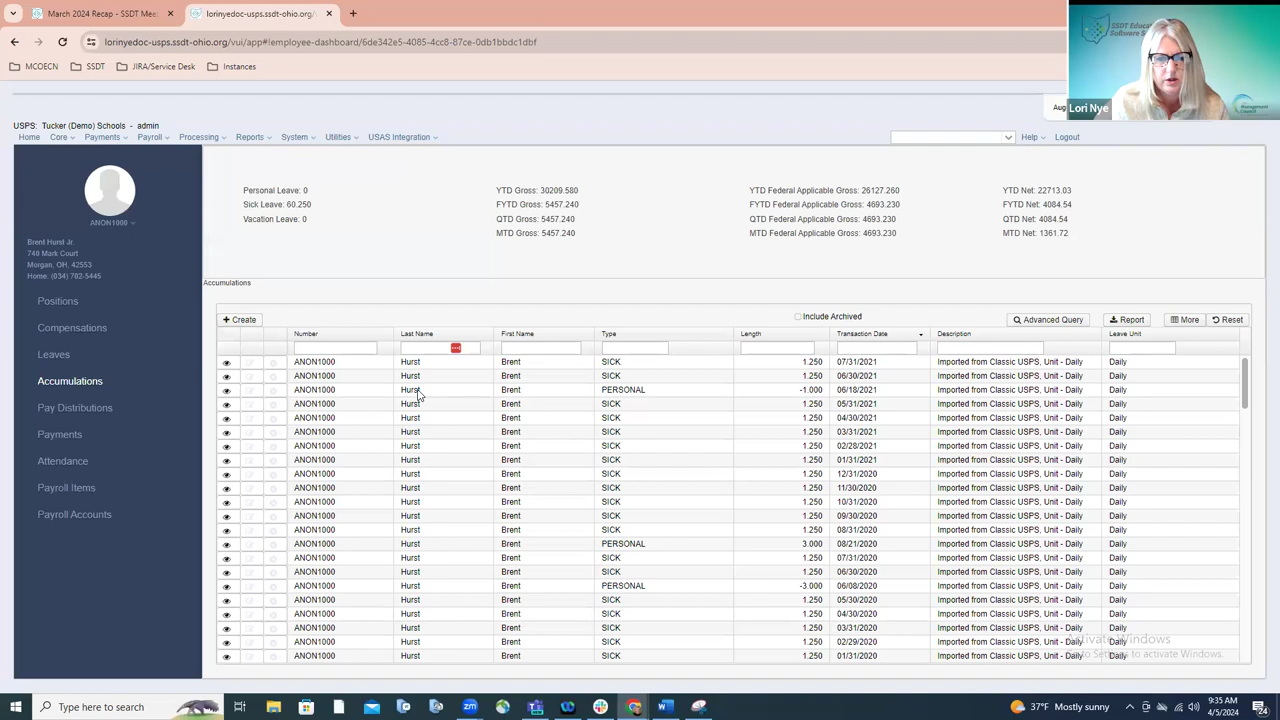 March 2024 Recap - SSDT Mee
lorinyedoc-usps.ssdt-ohio.org/
lorinyedoc-usps.ssdt-ohio.org/vui/app#!employee-dashboard/6de342e5-4085-4cc8-87ce-0db1bbdc1dbf
MCOECN SSDT JIRA/Service Desk Instances
Lori Nye
Aug
USPS: Tucker (Demo) Schools - admin
Home Core Payments Payroll Processing Reports System Utilities USAS Integration Help Logout
ANON1000
Brent Hurst Jr.
748 Mark Court
Morgan, OH, 42553
Home: (034) 702-5445
Positions
Compensations
Leaves
Accumulations
Pay Distributions
Payments
Attendance
Payroll Items
Payroll Accounts
Personal Leave: 0 YTD Gross: 30209.580 YTD Federal Applicable Gross: 26127.260 YTD Net: 22713.03
Sick Leave: 60.250 FYTD Gross: 5457.240 FYTD Federal Applicable Gross: 4693.230 FYTD Net: 4084.54
Vacation Leave: 0 QTD Gross: 5457.240 QTD Federal Applicable Gross: 4693.230 QTD Net: 4084.54
MTD Gross: 5457.240 MTD Federal Applicable Gross: 4693.230 MTD Net: 1361.72
Accumulations
Create Include Archived Advanced Query Report More Reset
Number Last Name First Name Type Length Transaction Date Description Leave Unit
ANON1000 Hurst Brent SICK 1.250 07/31/2021 Imported from Classic USPS, Unit - Daily Daily
ANON1000 Hurst Brent SICK 1.250 06/30/2021 Imported from Classic USPS, Unit - Daily Daily
ANON1000 Hurst Brent PERSONAL -1.000 06/18/2021 Imported from Classic USPS, Unit - Daily Daily
ANON1000 Hurst Brent SICK 1.250 05/31/2021 Imported from Classic USPS, Unit - Daily Daily
ANON1000 Hurst Brent SICK 1.250 04/30/2021 Imported from Classic USPS, Unit - Daily Daily
ANON1000 Hurst Brent SICK 1.250 03/31/2021 Imported from Classic USPS, Unit - Daily Daily
ANON1000 Hurst Brent SICK 1.250 02/28/2021 Imported from Classic USPS, Unit - Daily Daily
ANON1000 Hurst Brent SICK 1.250 01/31/2021 Imported from Classic USPS, Unit - Daily Daily
ANON1000 Hurst Brent SICK 1.250 12/31/2020 Imported from Classic USPS, Unit - Daily Daily
ANON1000 Hurst Brent SICK 1.250 11/30/2020 Imported from Classic USPS, Unit - Daily Daily
ANON1000 Hurst Brent SICK 1.250 10/31/2020 Imported from Classic USPS, Unit - Daily Daily
ANON1000 Hurst Brent SICK 1.250 09/30/2020 Imported from Classic USPS, Unit - Daily Daily
ANON1000 Hurst Brent SICK 1.250 08/31/2020 Imported from Classic USPS, Unit - Daily Daily
ANON1000 Hurst Brent PERSONAL 3.000 08/21/2020 Imported from Classic USPS, Unit - Daily Daily
ANON1000 Hurst Brent SICK 1.250 07/31/2020 Imported from Classic USPS, Unit - Daily Daily
ANON1000 Hurst Brent SICK 1.250 06/30/2020 Imported from Classic USPS, Unit - Daily Daily
ANON1000 Hurst Brent PERSONAL -3.000 06/08/2020 Imported from Classic USPS, Unit - Daily Daily
ANON1000 Hurst Brent SICK 1.250 05/30/2020 Imported from Classic USPS, Unit - Daily Daily
ANON1000 Hurst Brent SICK 1.250 04/30/2020 Imported from Classic USPS, Unit - Daily Daily
ANON1000 Hurst Brent SICK 1.250 03/31/2020 Imported from Classic USPS, Unit - Daily Daily
ANON1000 Hurst Brent SICK 1.250 02/29/2020 Imported from Classic USPS, Unit - Daily Daily
ANON1000 Hurst Brent SICK 1.250 01/31/2020 Imported from Classic USPS, Unit - Daily Daily
Activate Windows
Go to Settings to activate Windows.
Type here to search 37°F Mostly sunny 9:35 AM
4/5/2024
24